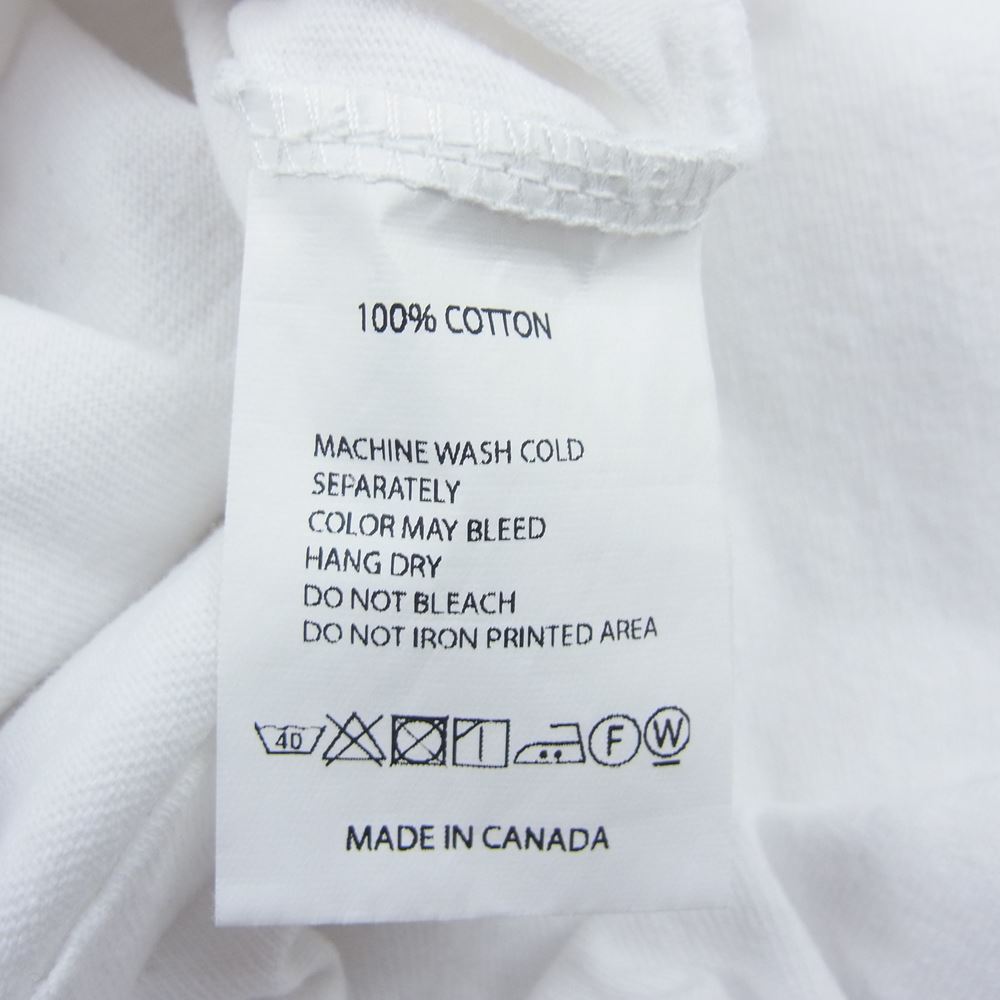 100% COTTON
MACHINE WASH COLD
SEPARATELY
COLOR MAY BLEED
HANG DRY
DO NOT BLEACH
DO NOT IRON PRINTED AREA
40 F W
MADE IN CANADA